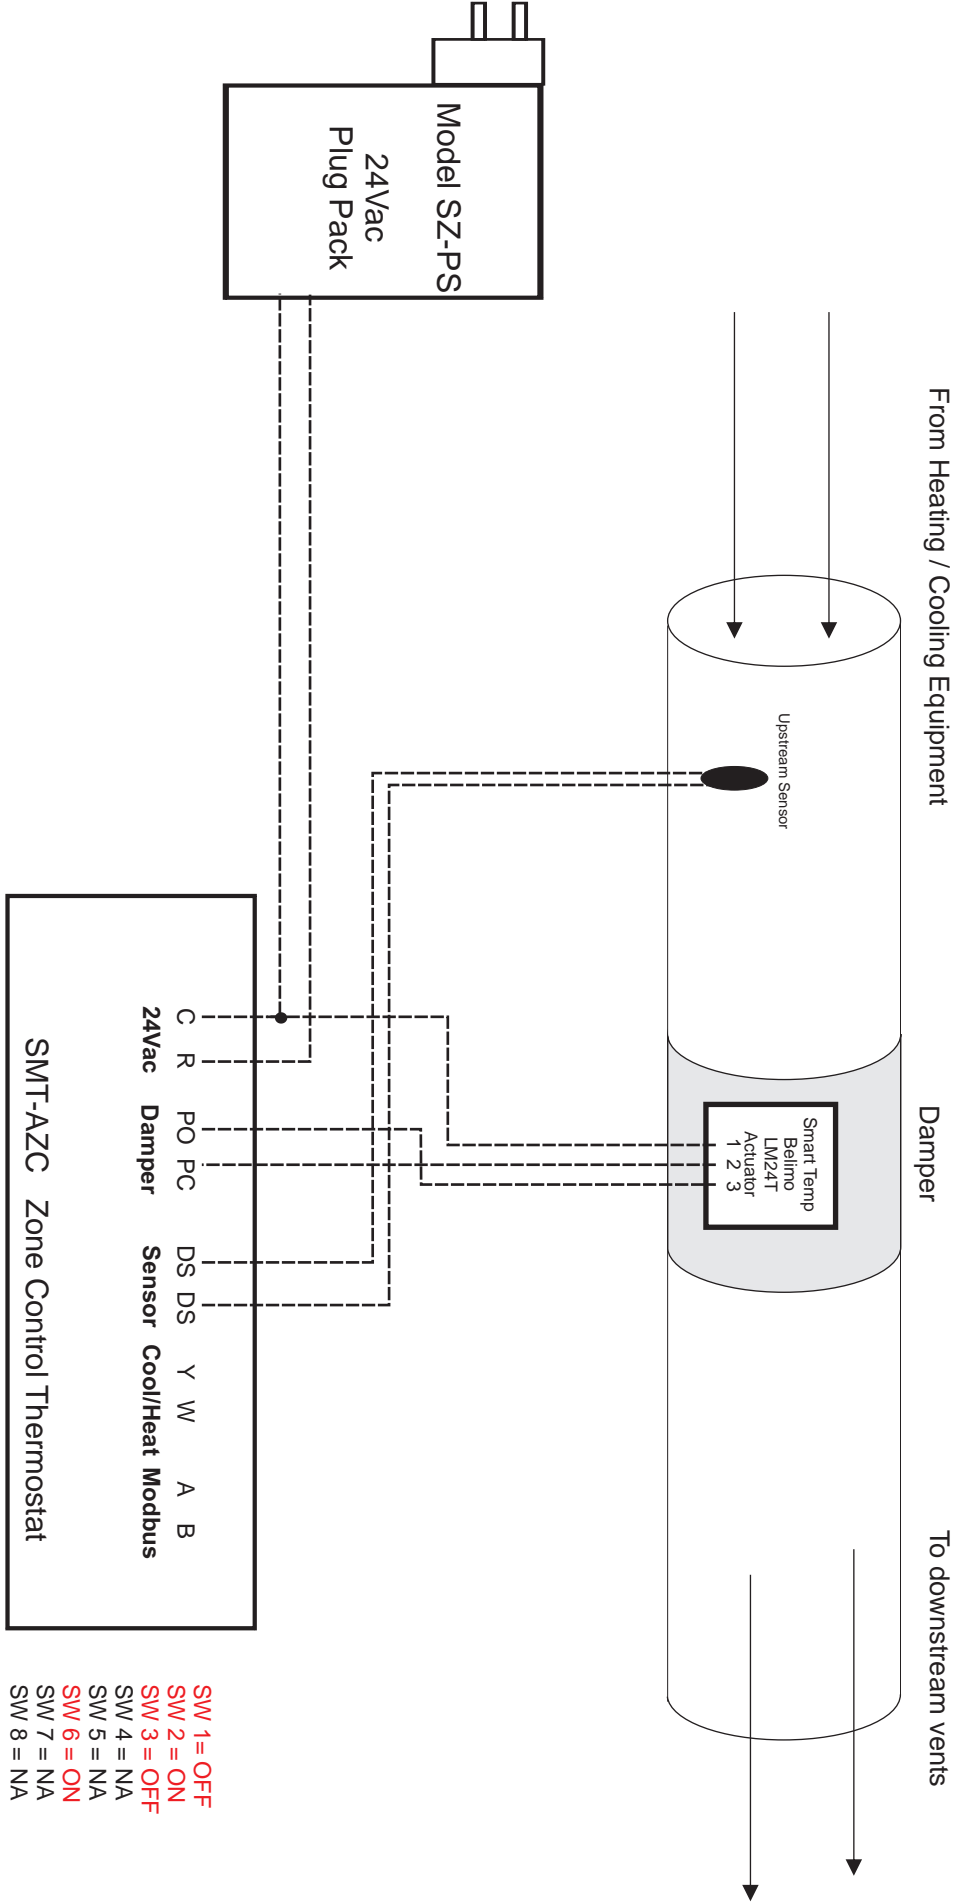 From Heating / Cooling Equipment
Damper
To downstream vents
Upstream Sensor
Smart Temp
Belimo
LM24T
Actuator
1 2 3
Model SZ-PS
24Vac
Plug Pack
C R PO PC DS DS Y W A B
24Vac Damper Sensor Cool/Heat Modbus
SMT-AZC Zone Control Thermostat
SW 1= OFF
SW 2 = ON
SW 3 = OFF
SW 4 = NA
SW 5 = NA
SW 6 = ON
SW 7 = NA
SW 8 = NA